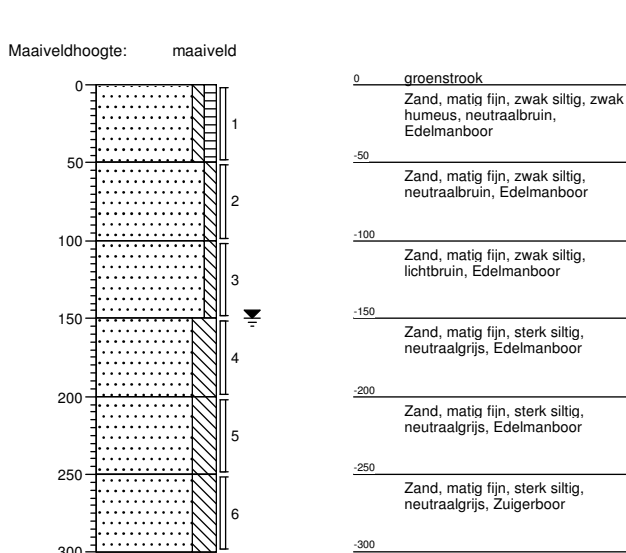 Maaiveldhoogte: maaiveld
0
50
100
150
200
250
300
1
2
3
4
5
6
0 groenstrook
Zand, matig fijn, zwak siltig, zwak
humeus, neutraalbruin,
Edelmanboor
-50
Zand, matig fijn, zwak siltig,
neutraalbruin, Edelmanboor
-100
Zand, matig fijn, zwak siltig,
lichtbruin, Edelmanboor
-150
Zand, matig fijn, sterk siltig,
neutraalgrijs, Edelmanboor
-200
Zand, matig fijn, sterk siltig,
neutraalgrijs, Edelmanboor
-250
Zand, matig fijn, sterk siltig,
neutraalgrijs, Zuigerboor
-300